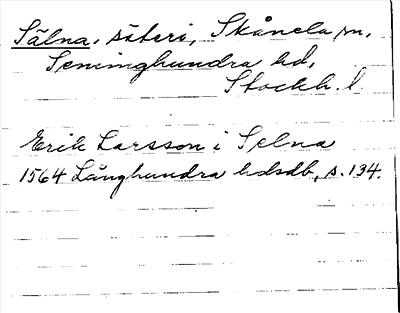 Sälna, säteri, Skånela sn,
Seminghundra hd,
Stockh. l.
Erik Larsson i Selna
1564 Långhundra hdsdb, s. 134.